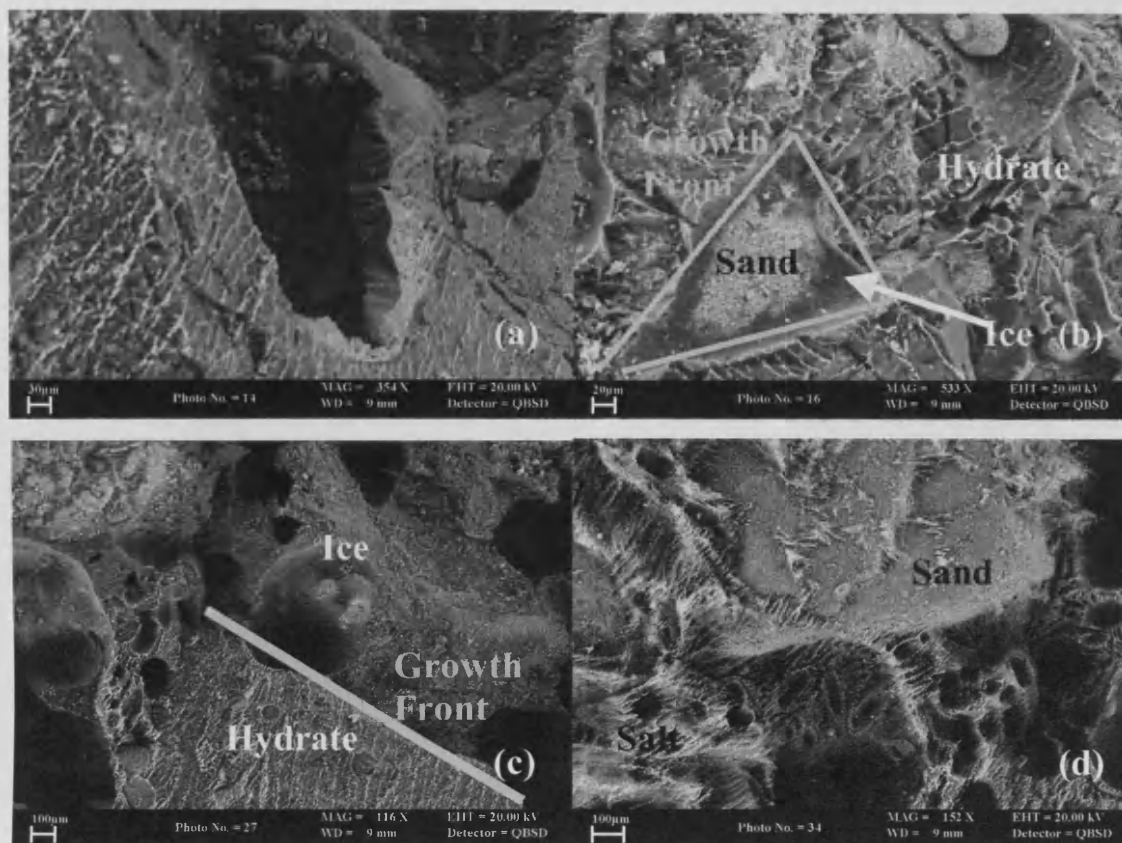 (a)
30μm
Photo No. = 14
MAG = 354 X
WD = 9 mm
EHT = 20.00 kV
Detector = QBSD
Growth
Front
Hydrate
Sand
Ice
(b)
20μm
Photo No. = 16
MAG = 533 X
WD = 9 mm
EHT = 20.00 kV
Detector = QBSD
Ice
Growth
Front
Hydrate
(c)
100μm
Photo No. = 27
MAG = 116 X
WD = 9 mm
EHT = 20.00 kV
Detector = QBSD
Sand
Salt
(d)
100μm
Photo No. = 34
MAG = 152 X
WD = 9 mm
EHT = 20.00 kV
Detector = QBSD